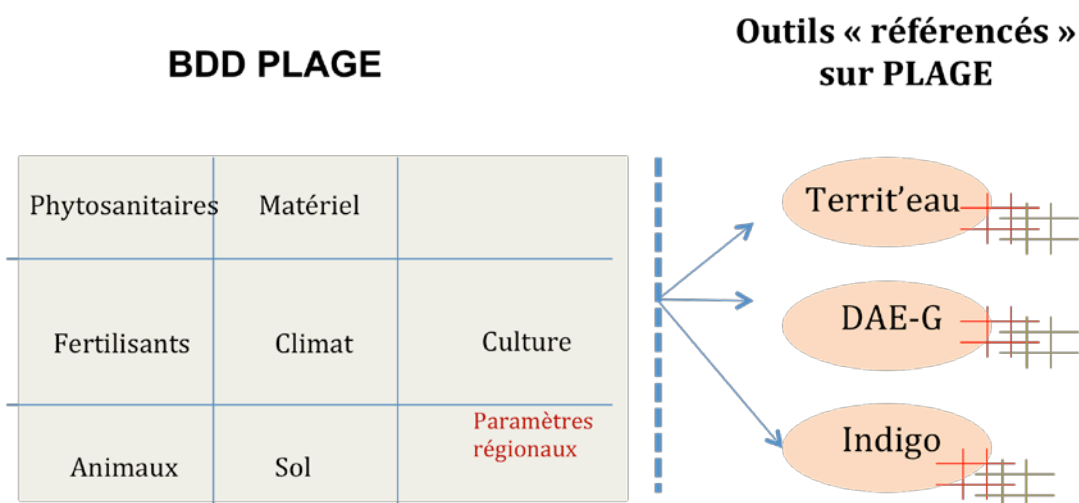 BDD PLAGE
Outils « référencés »
sur PLAGE
Phytosanitaires
Matériel
Fertilisants
Climat
Culture
Animaux
Sol
Paramètres
régionaux
Territ’eau
DAE-G
Indigo